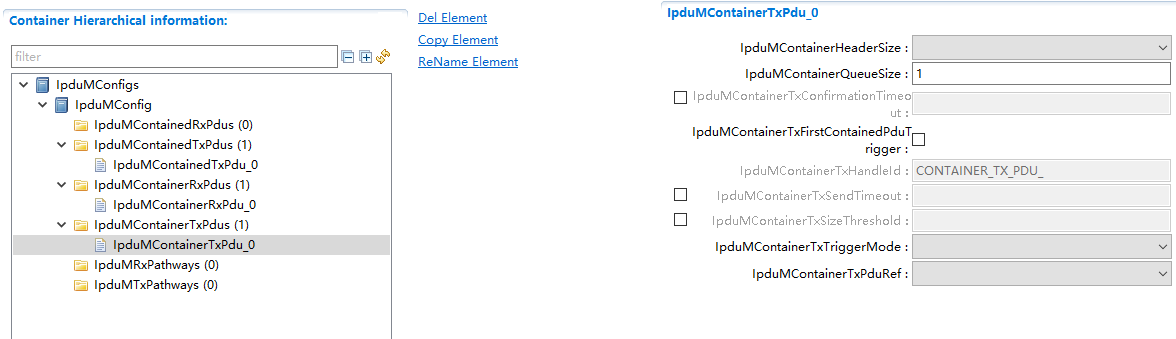 Container Hierarchical information:
filter
IpduMConfigs
IpduMConfig
IpduMContainedRxPdus (0)
IpduMContainedTxPdus (1)
IpduMContainedTxPdu_0
IpduMContainerRxPdus (1)
IpduMContainerRxPdu_0
IpduMContainerTxPdus (1)
IpduMContainerTxPdu_0
IpduMRxPathways (0)
IpduMTxPathways (0)
Del Element
Copy Element
ReName Element
IpduMContainerTxPdu_0
IpduMContainerHeaderSize :
IpduMContainerQueueSize : 1
IpduMContainerTxConfirmationTimeo
ut :
IpduMContainerTxFirstContainedPduT
rigger :
IpduMContainerTxHandleId : CONTAINER_TX_PDU_
IpduMContainerTxSendTimeout :
IpduMContainerTxSizeThreshold :
IpduMContainerTxTriggerMode :
IpduMContainerTxPduRef :